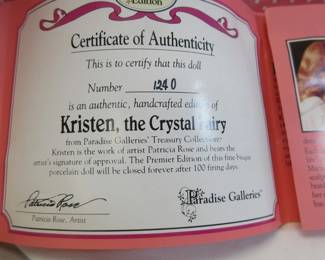 Edition
Certificate of Authenticity
This is to certify that this doll
Number 1240
is an authentic, handcrafted edition of
Kristen, the Crystal Fairy
from Paradise Galleries' Treasury Collection.
Kristen is the work of artist Patricia Rose and bears the
artist's signature of approval. The Premier Edition of this fine bisque
porcelain doll will be closed forever after 100 firing days.
Patricia Rose
Patricia Rose, Artist
Paradise Galleries